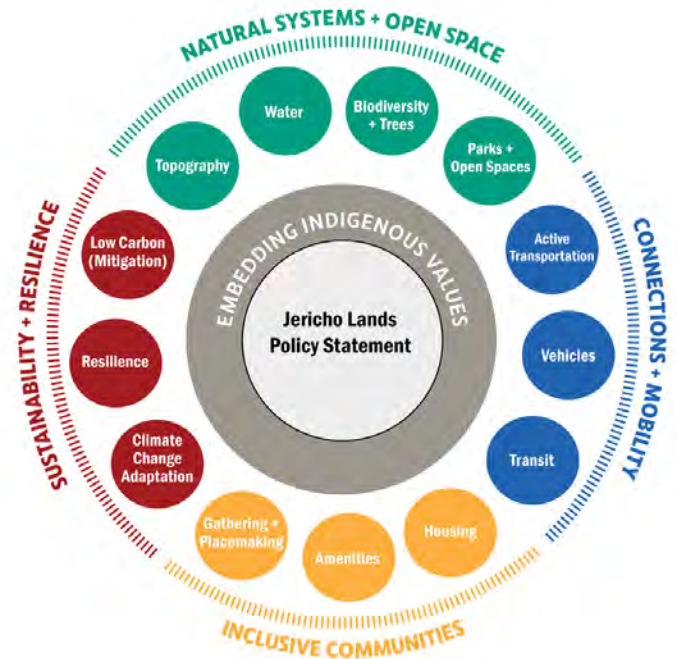 NATURAL SYSTEMS + OPEN SPACE
Water
Biodiversity
+ Trees
Topography
Parks +
Open Spaces
CONNECTIONS + MOBILITY
Active
Transportation
Vehicles
Transit
INCLUSIVE COMMUNITIES
Housing
Amenities
Gathering +
Placemaking
SUSTAINABILITY + RESILIENCE
Low Carbon
(Mitigation)
Resilience
Climate
Change
Adaptation
EMBEDDING INDIGENOUS VALUES
Jericho Lands
Policy Statement